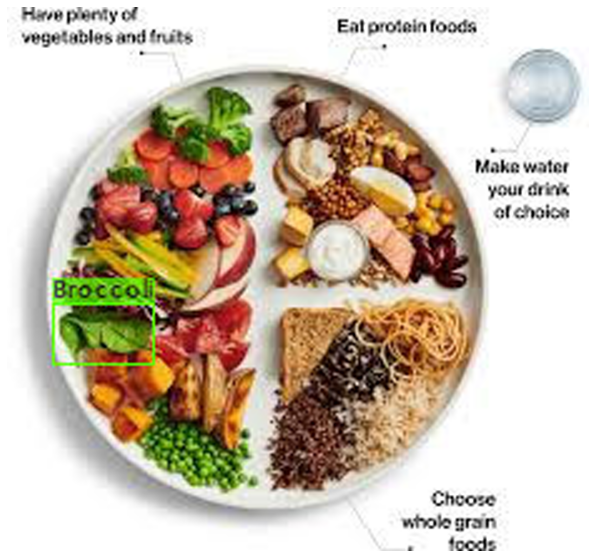 Have plenty of
vegetables and fruits
Eat protein foods
Make water
your drink
of choice
Broccoli
Choose
whole grain
foods